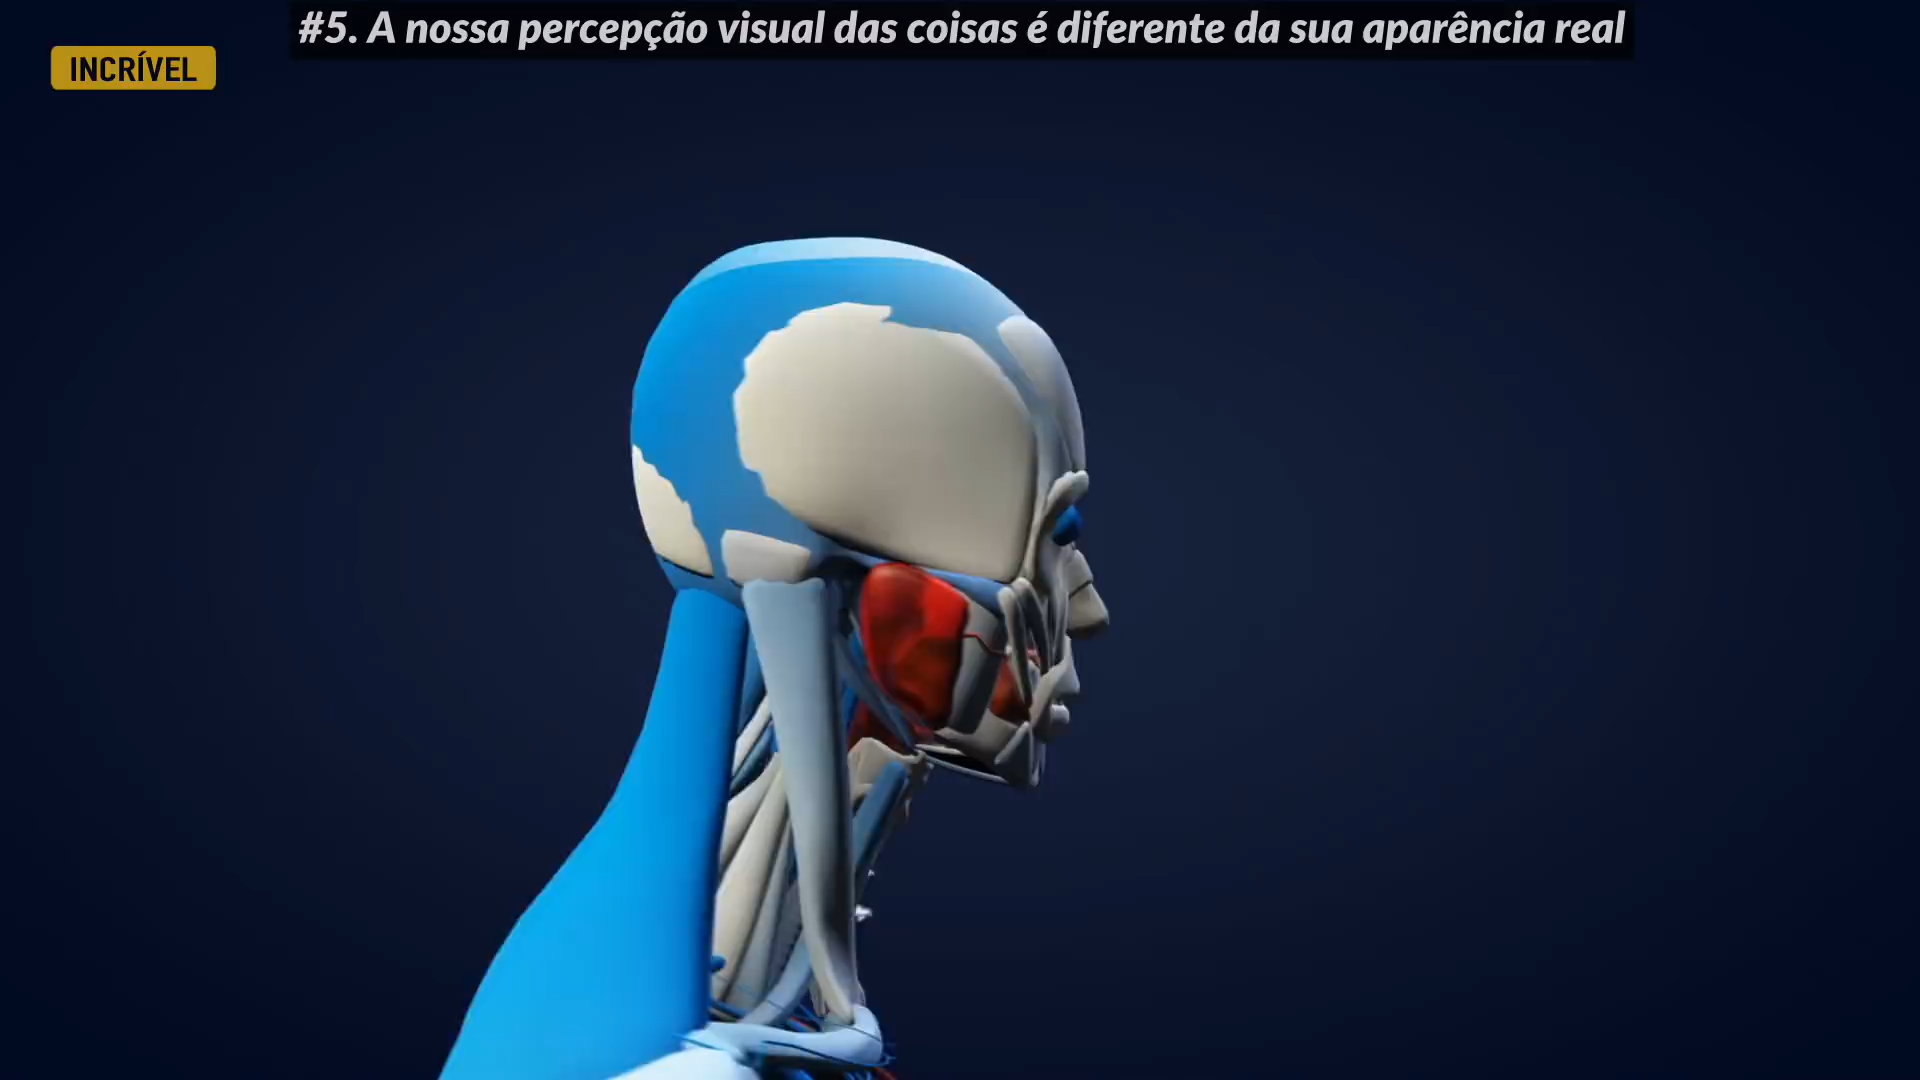 #5. A nossa percepção visual das coisas é diferente da sua aparência real
INCRÍVEL